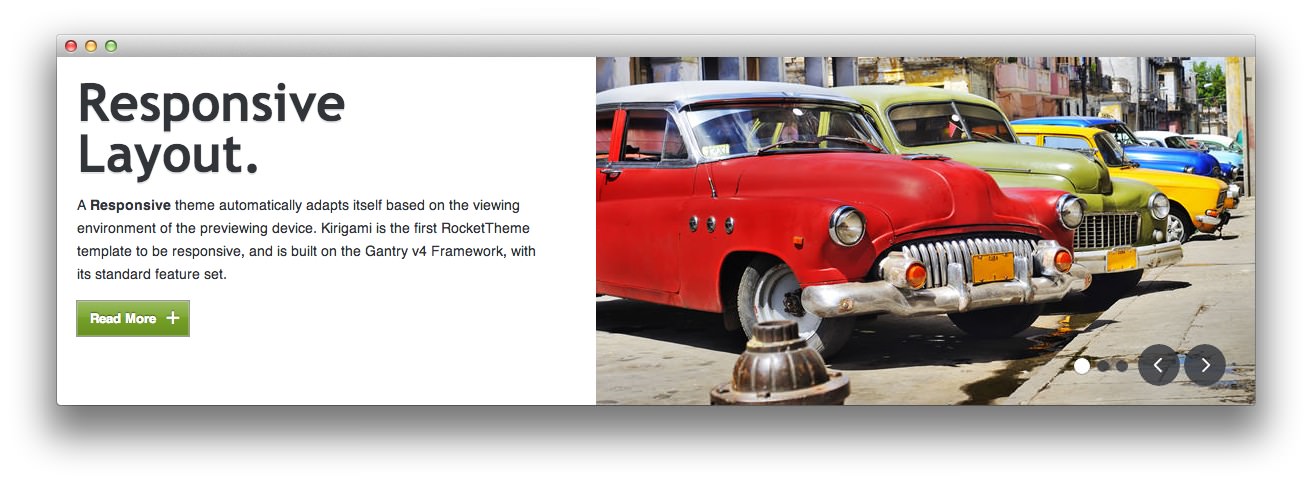 Responsive
Layout.
A Responsive theme automatically adapts itself based on the viewing
environment of the previewing device. Kirigami is the first RocketTheme
template to be responsive, and is built on the Gantry v4 Framework, with
its standard feature set.
Read More +